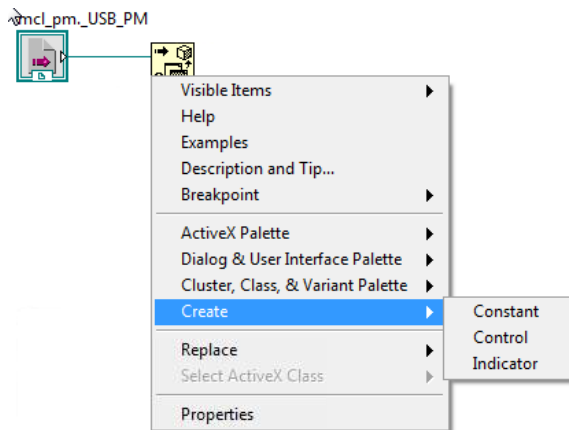 mcl_pm._USB_PM
Visible Items
Help
Examples
Description and Tip...
Breakpoint
ActiveX Palette
Dialog & User Interface Palette
Cluster, Class, & Variant Palette
Create
Constant
Control
Indicator
Replace
Select ActiveX Class
Properties